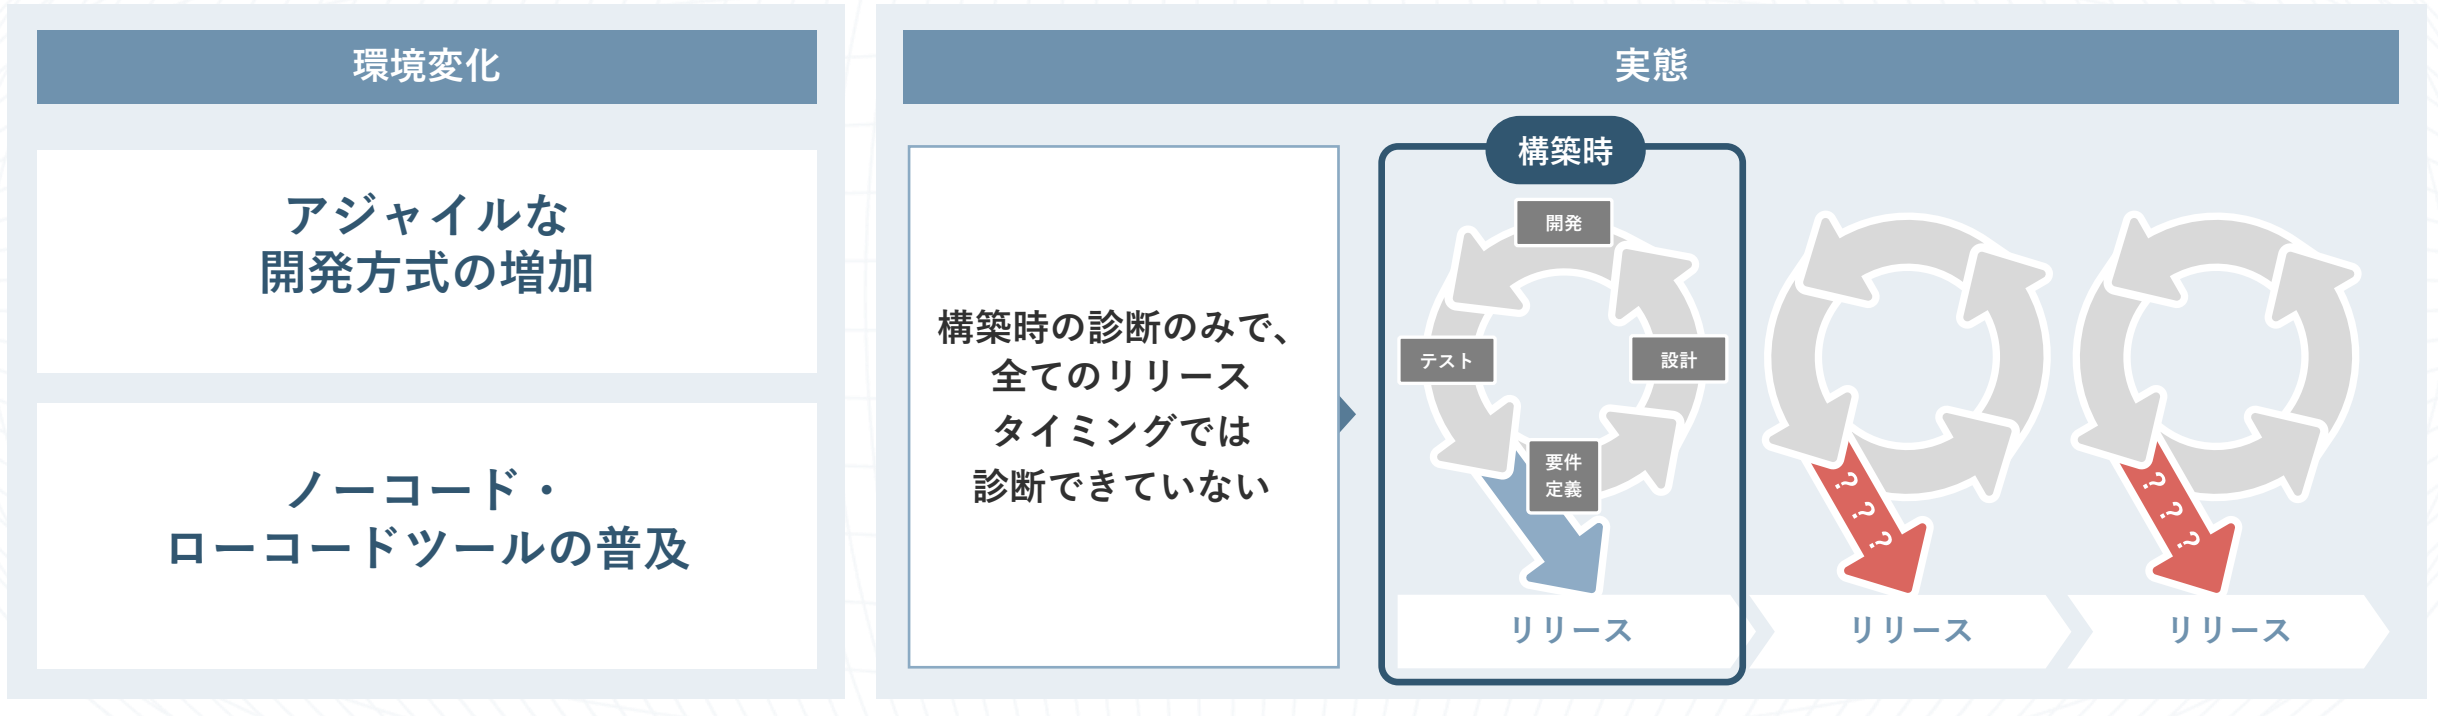 環境変化
アジャイルな
開発方式の増加
ノーコード・
ローコードツールの普及
実態
構築時の診断のみで、
全てのリリース
タイミングでは
診断できていない
構築時
開発
テスト
設計
要件
定義
リリース
? ? ?
リリース
? ? ?
リリース